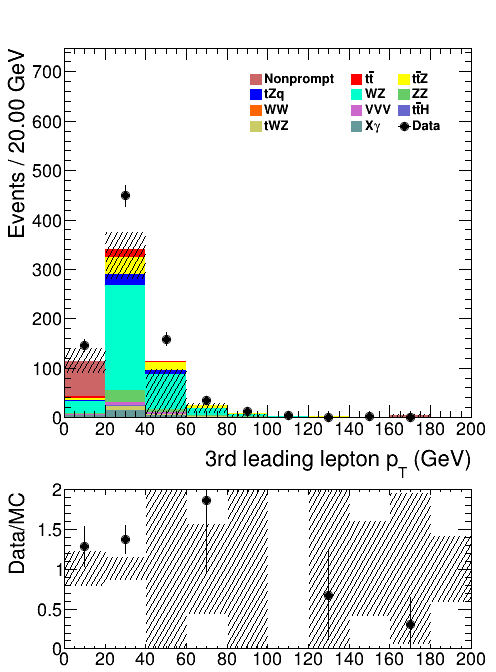 Events / 20.00 GeV
700
600
500
400
300
200
100
0
Nonprompt tt̄ tt̄Z
tZq WZ ZZ
WW VVV tt̄H
tWZ Xγ Data
0 20 40 60 80 100 120 140 160 180 200
3rd leading lepton p_T (GeV)
Data/MC
2
1.5
1
0.5
0
0 20 40 60 80 100 120 140 160 180 200